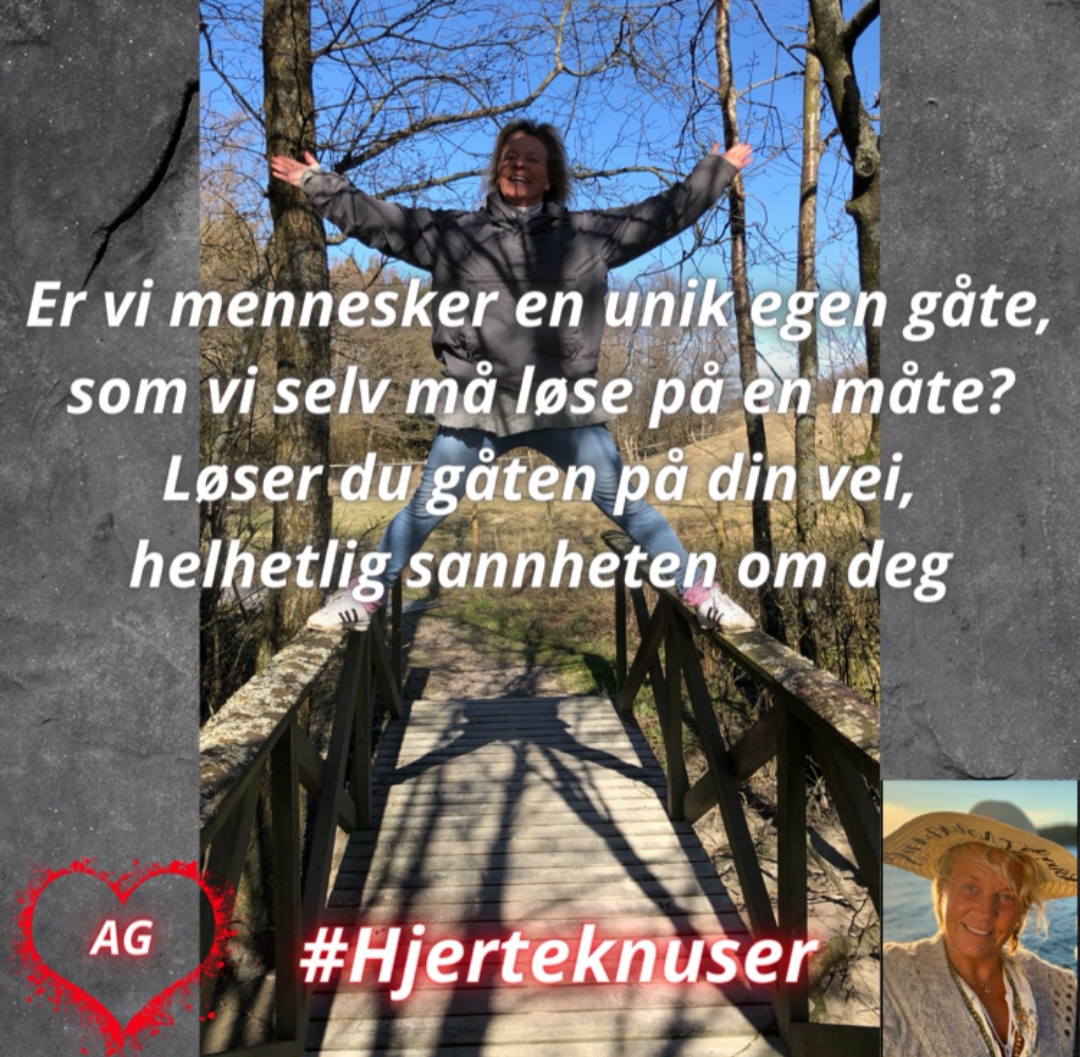 Er vi mennesker en unik egen gåte,
som vi selv må løse på en måte?
Løser du gåten på din vei,
helhetlig sannheten om deg
AG
#Hjerteknuser